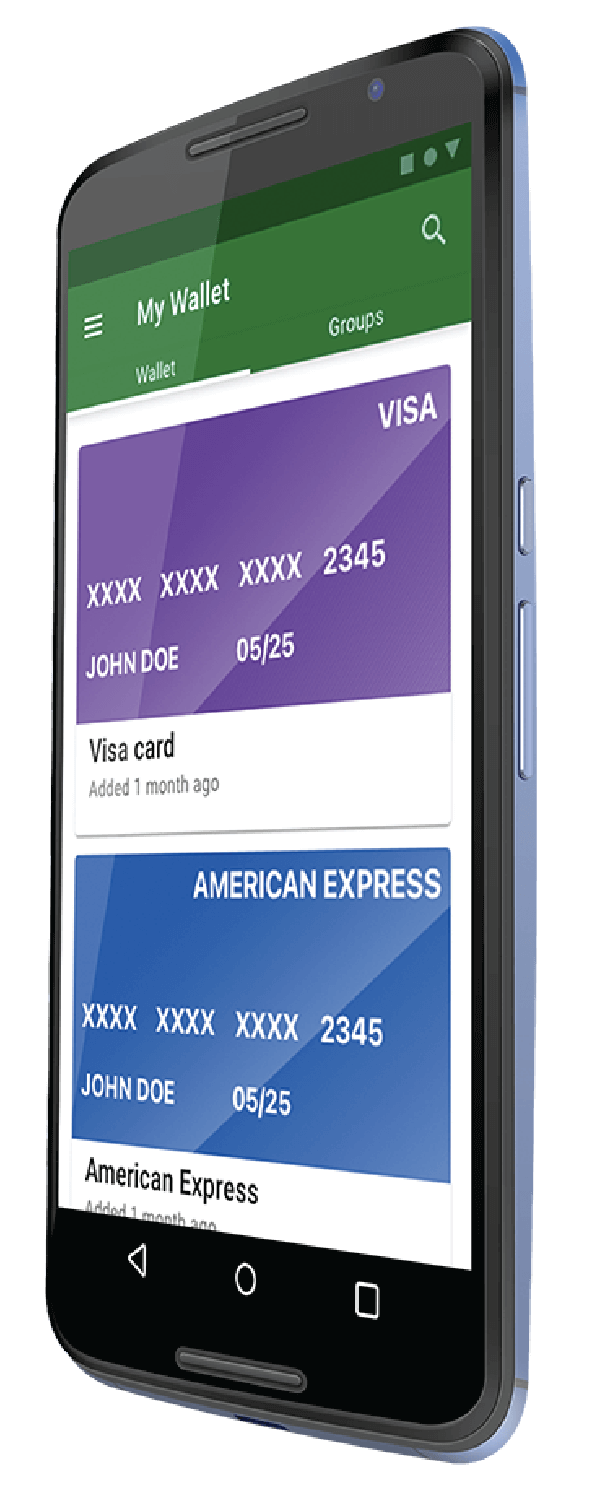 My Wallet
Wallet Groups
VISA
XXXX XXXX XXXX 2345
JOHN DOE 05/25
Visa card
Added 1 month ago
AMERICAN EXPRESS
XXXX XXXX XXXX 2345
JOHN DOE 05/25
American Express
Added 1 month ago